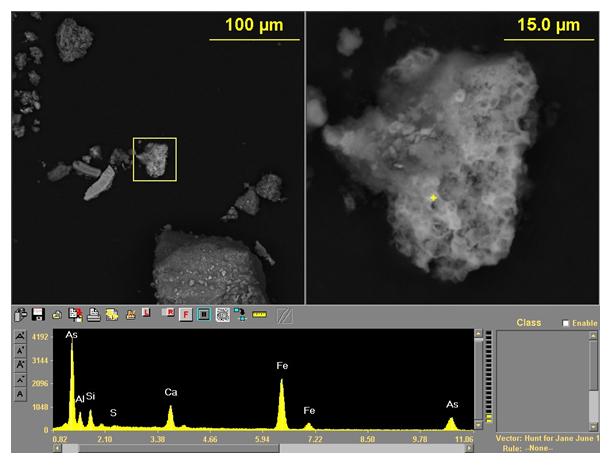 100 µm
15.0 µm
L R F
Class
Enable
4192
3144
2096
1048
0.82 2.10 3.38 4.66 5.94 7.22 8.50 9.78 11.06
As
Al
Si
S
Ca
Fe
Fe
As
A
Vector: Hunt for Jane June 1
Rule: --None--